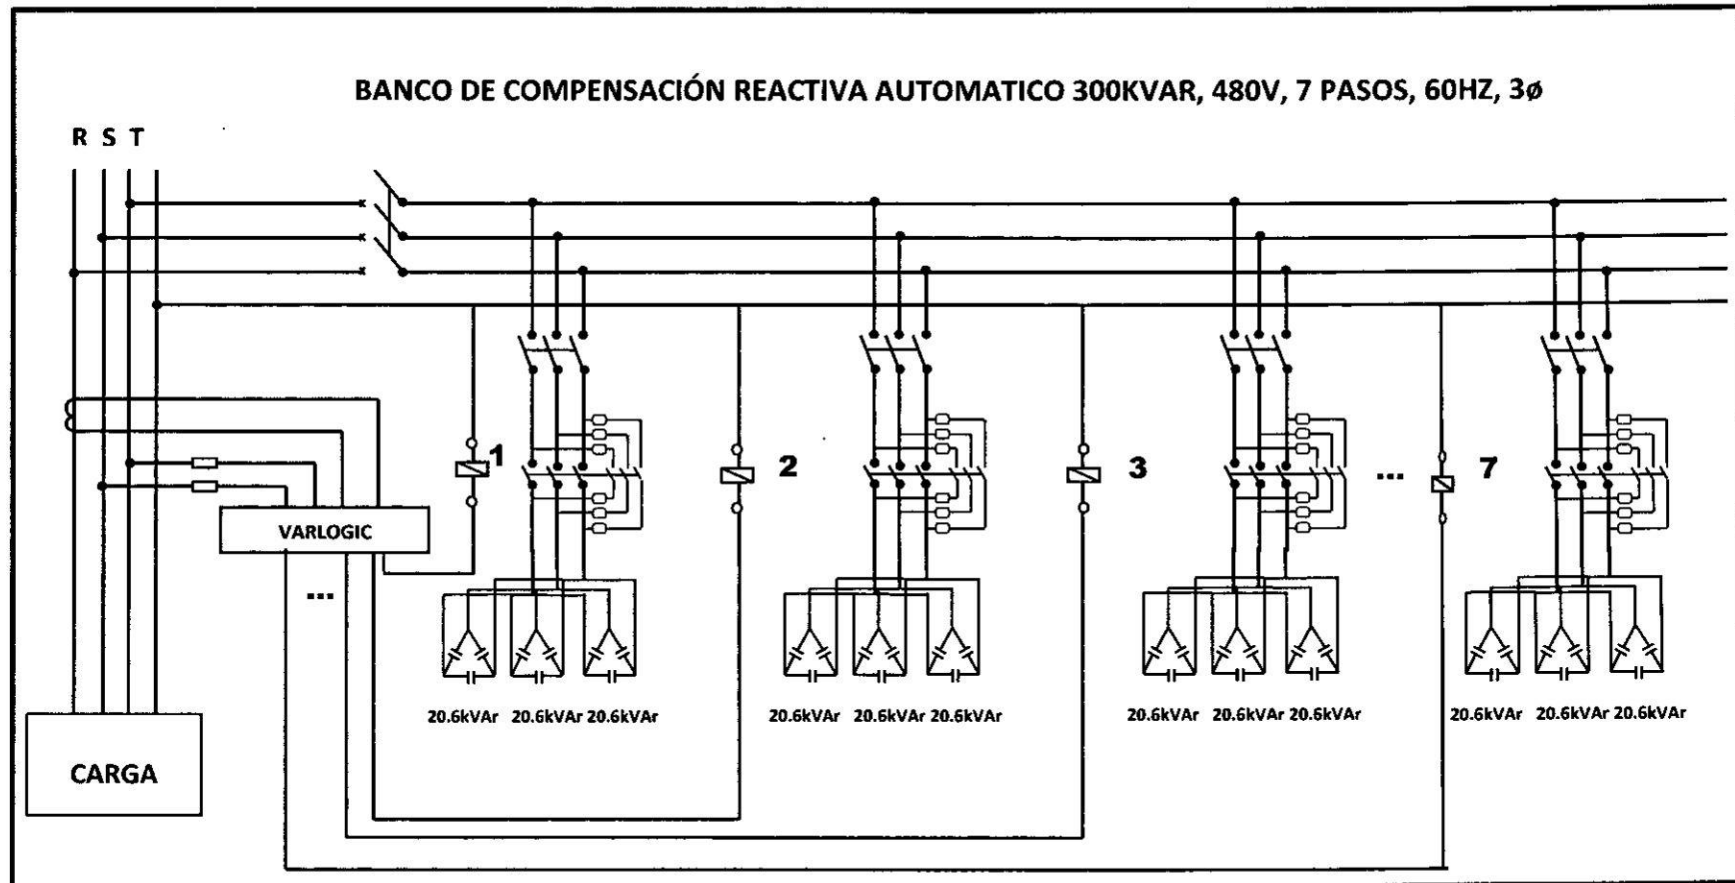 BANCO DE COMPENSACIÓN REACTIVA AUTOMATICO 300KVAR, 480V, 7 PASOS, 60HZ, 3ø
R S T
1
2
3
...
7
VARLOGIC
...
20.6kVAr 20.6kVAr 20.6kVAr
20.6kVAr 20.6kVAr 20.6kVAr
20.6kVAr 20.6kVAr 20.6kVAr
20.6kVAr 20.6kVAr 20.6kVAr
CARGA